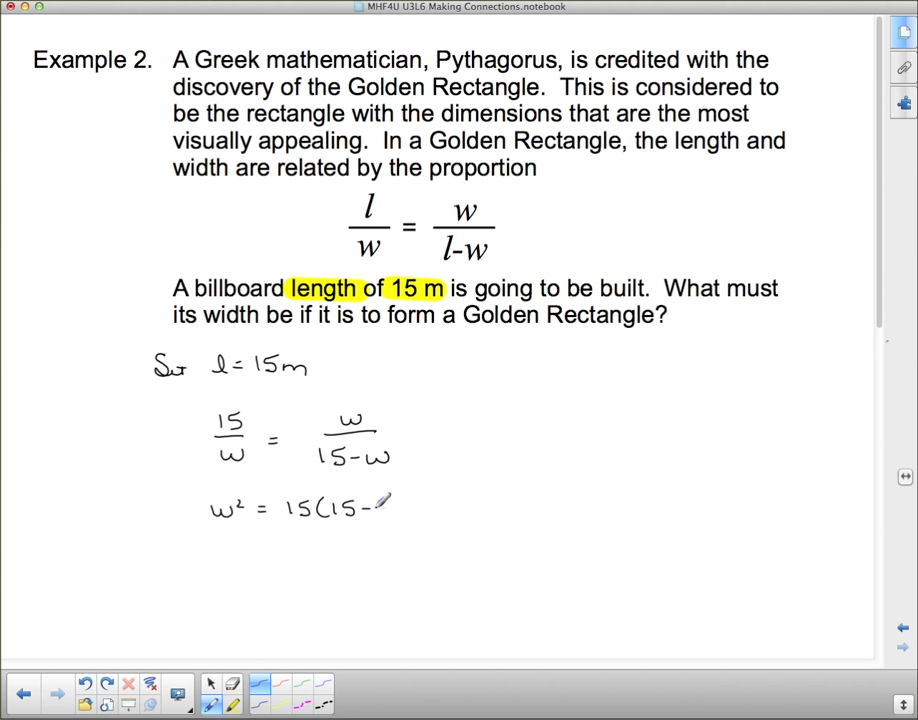 MHF4U U3L6 Making Connections.notebook
Example 2. A Greek mathematician, Pythagorus, is credited with the
discovery of the Golden Rectangle. This is considered to
be the rectangle with the dimensions that are the most
visually appealing. In a Golden Rectangle, the length and
width are related by the proportion
l/w = w/l-w
A billboard length of 15 m is going to be built. What must
its width be if it is to form a Golden Rectangle?
Set l = 15m
15/w = w/15-w
w² = 15(15-